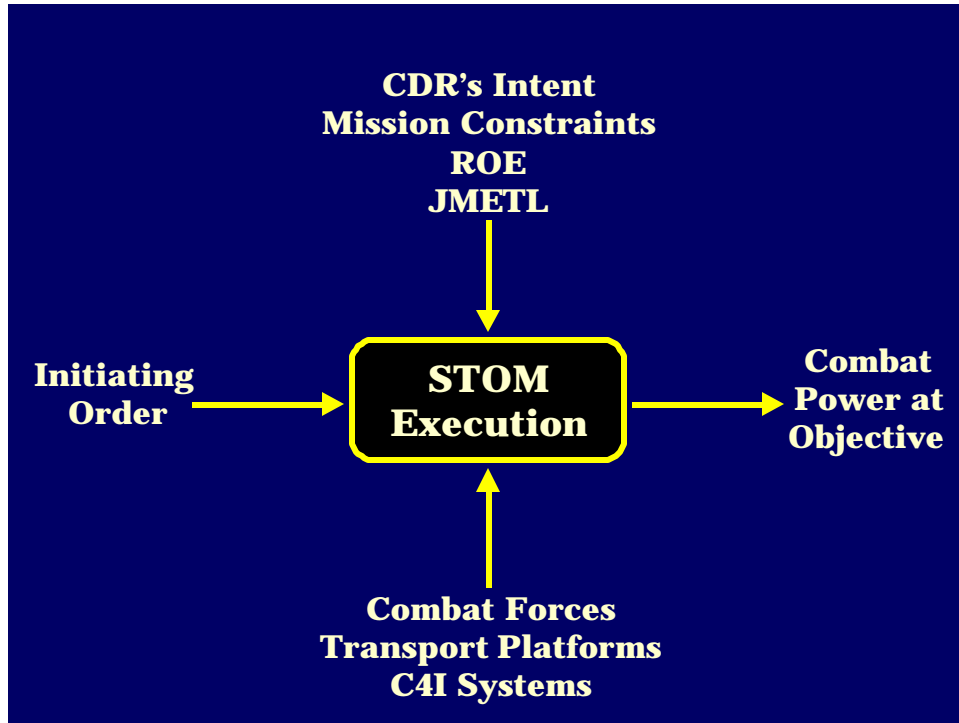 CDR’s Intent
Mission Constraints
ROE
JMETL
Initiating
Order
STOM
Execution
Combat
Power at
Objective
Combat Forces
Transport Platforms
C4I Systems